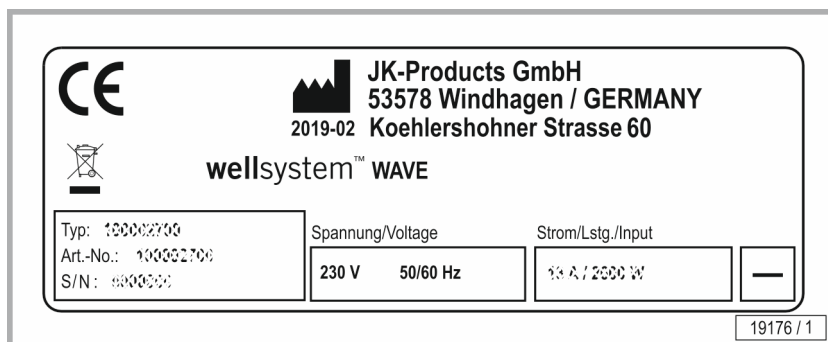 CE
JK-Products GmbH
53578 Windhagen / GERMANY
2019-02 Koehlershohner Strasse 60
wellsystem™ WAVE
Typ:
Art.-No.:
S/N:
Spannung/Voltage
230 V 50/60 Hz
Strom/Lstg./Input
19176 / 1